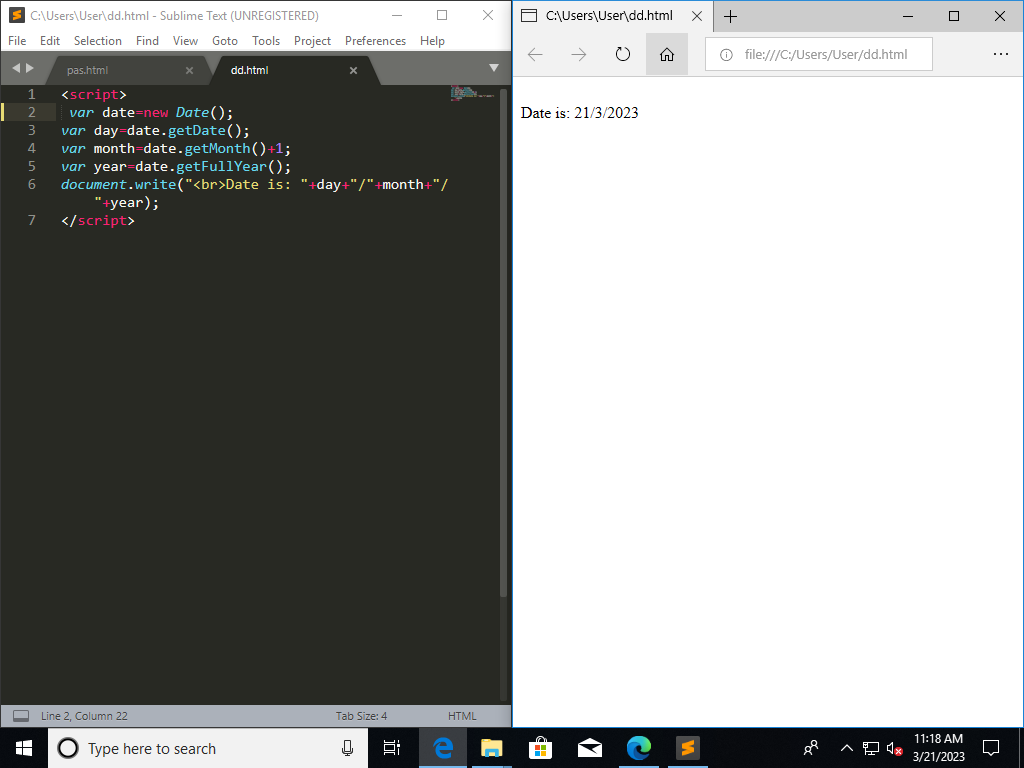 C:\Users\User\dd.html - Sublime Text (UNREGISTERED)
File Edit Selection Find View Goto Tools Project Preferences Help
pas.html
dd.html
1 <script>
2 var date=new Date();
3 var day=date.getDate();
4 var month=date.getMonth()+1;
5 var year=date.getFullYear();
6 document.write("<br>Date is: "+day+"/"+month+"/
"+year);
7 </script>
Line 2, Column 22
Tab Size: 4
HTML
C:\Users\User\dd.html
file:///C:/Users/User/dd.html
Date is: 21/3/2023
Type here to search
11:18 AM
3/21/2023